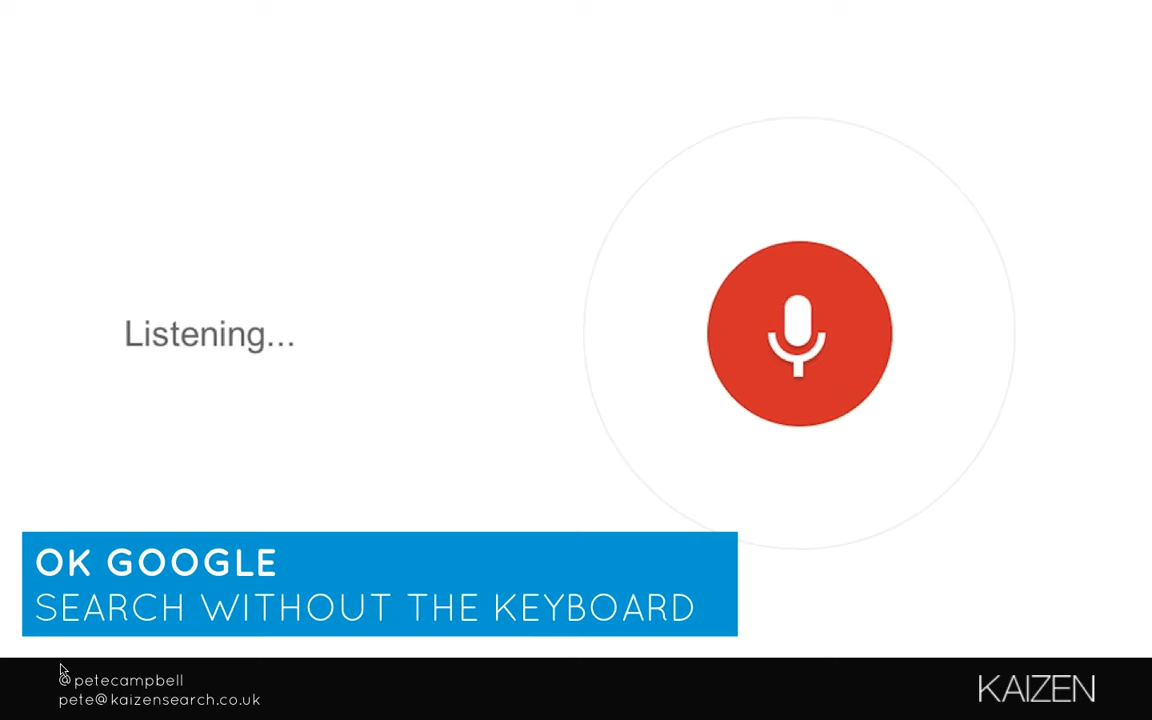 Listening...
OK GOOGLE
SEARCH WITHOUT THE KEYBOARD
@petecampbell
pete@kaizensearch.co.uk
KAIZEN